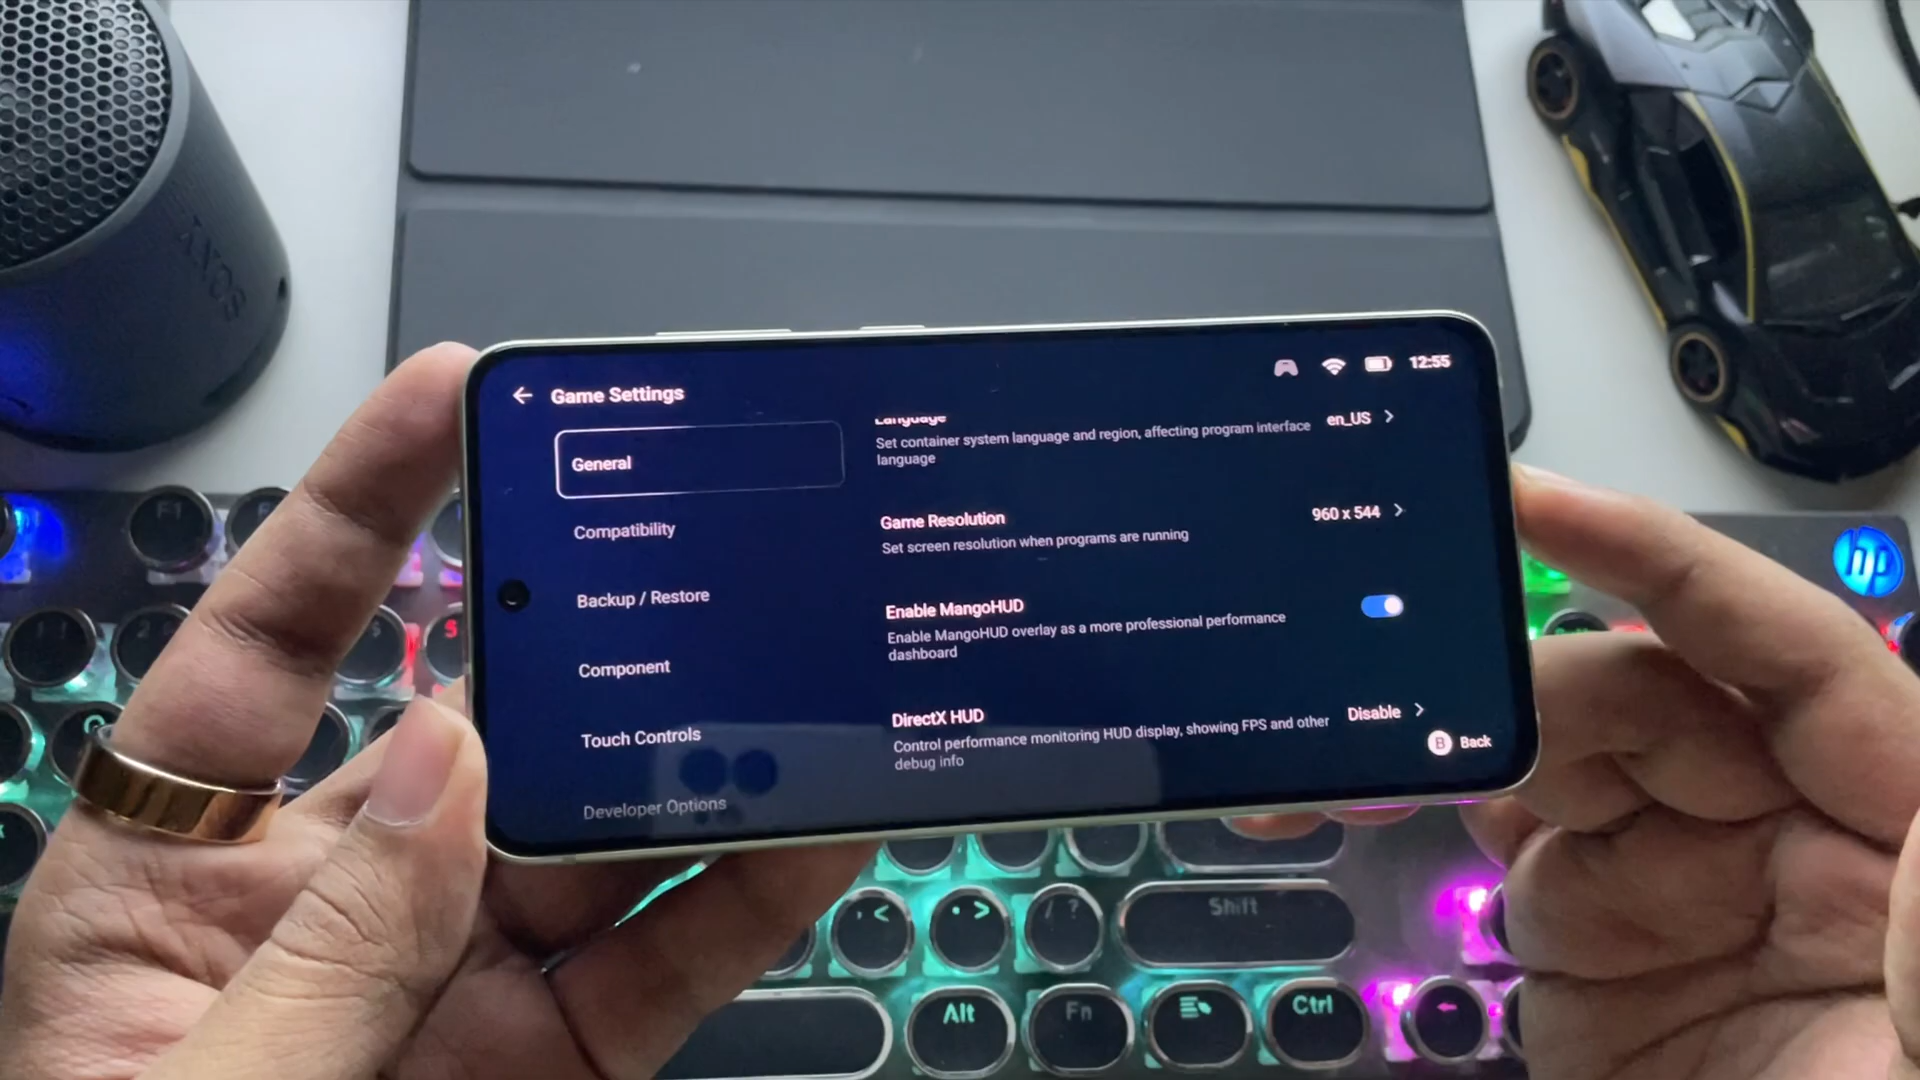 SONY
12:55
Game Settings
Language
en_US
Set container system language and region, affecting program interface
language
General
Game Resolution
960 x 544
Set screen resolution when programs are running
Compatibility
Enable MangoHUD
Enable MangoHUD overlay as a more professional performance
dashboard
Backup / Restore
Component
DirectX HUD
Disable
Control performance monitoring HUD display, showing FPS and other
debug info
B Back
Touch Controls
Developer Options
hp
F1
, <
. >
/ ?
Shift
Alt
Fn
Ctrl